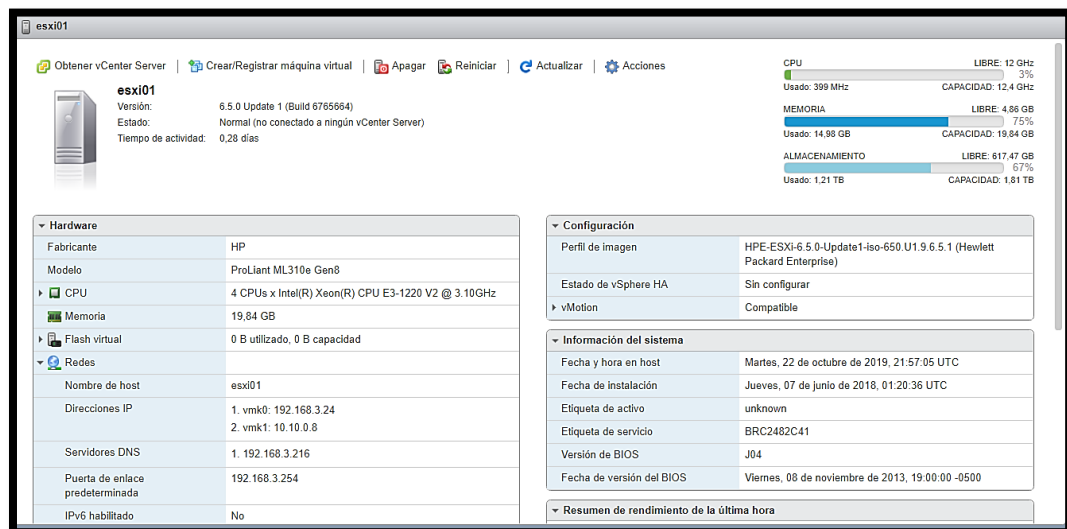 esxi01
Obtener vCenter Server | Crear/Registrar máquina virtual | Apagar Reiniciar | Actualizar | Acciones
esxi01
Versión: 6.5.0 Update 1 (Build 6765664)
Estado: Normal (no conectado a ningún vCenter Server)
Tiempo de actividad: 0,28 días
CPU LIBRE: 12 GHz
3%
Usado: 399 MHz CAPACIDAD: 12,4 GHz
MEMORIA LIBRE: 4,86 GB
75%
Usado: 14,98 GB CAPACIDAD: 19,84 GB
ALMACENAMIENTO LIBRE: 617,47 GB
67%
Usado: 1,21 TB CAPACIDAD: 1,81 TB
Hardware
Fabricante HP
Modelo ProLiant ML310e Gen8
CPU 4 CPUs x Intel(R) Xeon(R) CPU E3-1220 V2 @ 3.10GHz
Memoria 19,84 GB
Flash virtual 0 B utilizado, 0 B capacidad
Redes
Nombre de host esxi01
Direcciones IP 1. vmk0: 192.168.3.24
2. vmk1: 10.10.0.8
Servidores DNS 1. 192.168.3.216
Puerta de enlace 192.168.3.254
predeterminada
IPv6 habilitado No
Configuración
Perfil de imagen HPE-ESXi-6.5.0-Update1-iso-650.U1.9.6.5.1 (Hewlett
Packard Enterprise)
Estado de vSphere HA Sin configurar
vMotion Compatible
Información del sistema
Fecha y hora en host Martes, 22 de octubre de 2019, 21:57:05 UTC
Fecha de instalación Jueves, 07 de junio de 2018, 01:20:36 UTC
Etiqueta de activo unknown
Etiqueta de servicio BRC2482C41
Versión de BIOS J04
Fecha de versión del BIOS Viernes, 08 de noviembre de 2013, 19:00:00 -0500
Resumen de rendimiento de la última hora